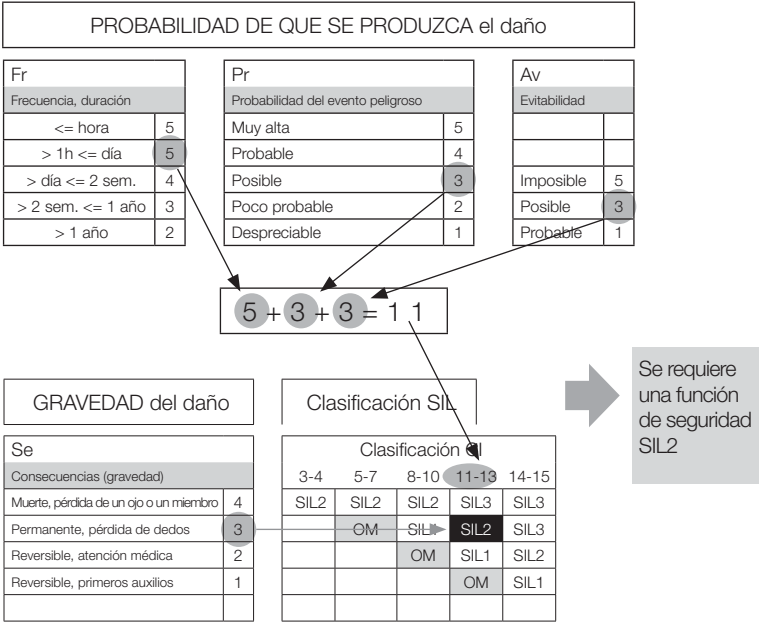 PROBABILIDAD DE QUE SE PRODUZCA el daño
Fr
Frecuencia, duración
<= hora 5
> 1h <= día 5
> día <= 2 sem. 4
> 2 sem. <= 1 año 3
> 1 año 2
Pr
Probabilidad del evento peligroso
Muy alta 5
Probable 4
Posible 3
Poco probable 2
Despreciable 1
Av
Evitabilidad
Imposible 5
Posible 3
Probable 1
5 + 3 + 3 = 1 1
Se requiere
una función
de seguridad
SIL2
GRAVEDAD del daño
Se
Consecuencias (gravedad)
Muerte, pérdida de un ojo o un miembro 4
Permanente, pérdida de dedos 3
Reversible, atención médica 2
Reversible, primeros auxilios 1
Clasificación SIL
Clasificación CI
3-4 5-7 8-10 11-13 14-15
SIL2 SIL2 SIL2 SIL3 SIL3
OM SIL1 SIL2 SIL3
OM SIL1 SIL2
OM SIL1